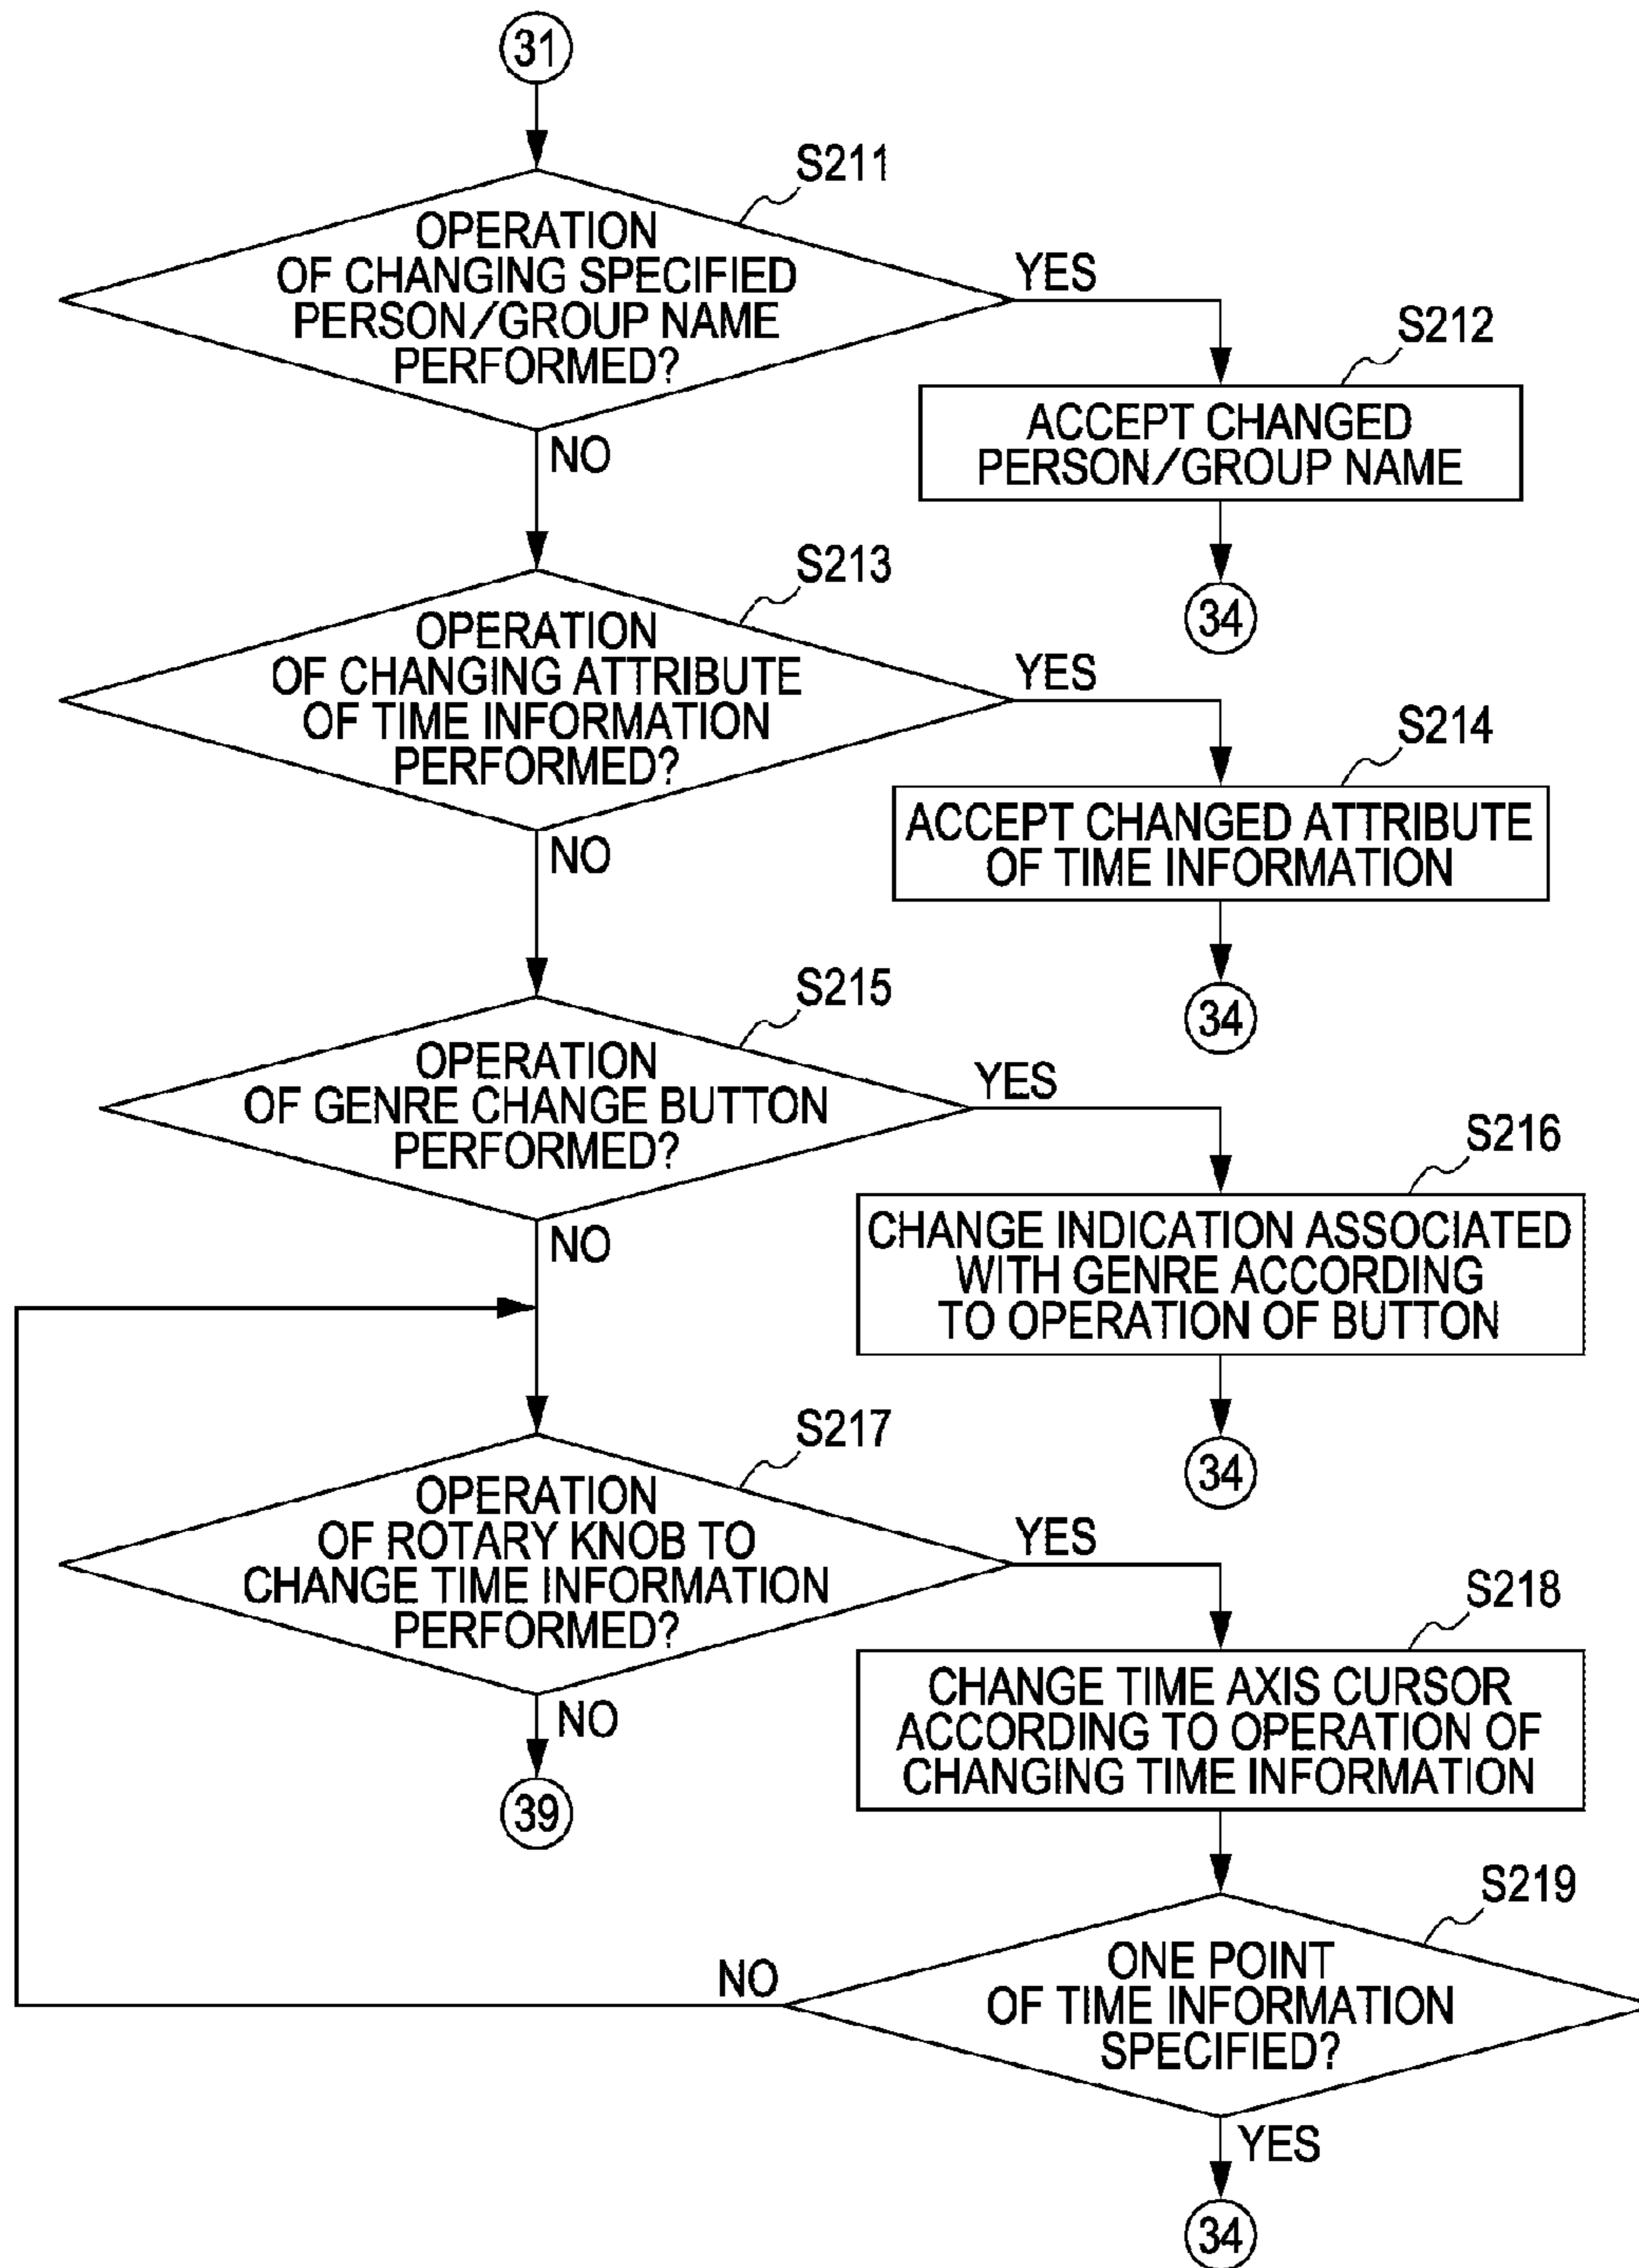 31
S211
OPERATION
OF CHANGING SPECIFIED
PERSON/GROUP NAME
PERFORMED?
YES
NO
S212
ACCEPT CHANGED
PERSON/GROUP NAME
34
S213
OPERATION
OF CHANGING ATTRIBUTE
OF TIME INFORMATION
PERFORMED?
YES
NO
S214
ACCEPT CHANGED ATTRIBUTE
OF TIME INFORMATION
34
S215
OPERATION
OF GENRE CHANGE BUTTON
PERFORMED?
YES
NO
S216
CHANGE INDICATION ASSOCIATED
WITH GENRE ACCORDING
TO OPERATION OF BUTTON
34
S217
OPERATION
OF ROTARY KNOB TO
CHANGE TIME INFORMATION
PERFORMED?
YES
NO
39
S218
CHANGE TIME AXIS CURSOR
ACCORDING TO OPERATION OF
CHANGING TIME INFORMATION
S219
ONE POINT
OF TIME INFORMATION
SPECIFIED?
NO
YES
34